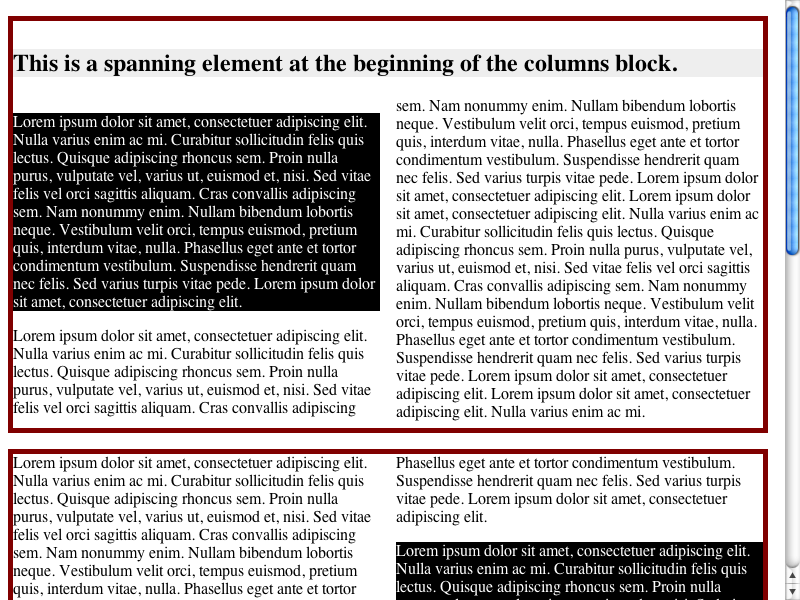 This is a spanning element at the beginning of the columns block.
Lorem ipsum dolor sit amet, consectetuer adipiscing elit.
Nulla varius enim ac mi. Curabitur sollicitudin felis quis
lectus. Quisque adipiscing rhoncus sem. Proin nulla
purus, vulputate vel, varius ut, euismod et, nisi. Sed vitae
felis vel orci sagittis aliquam. Cras convallis adipiscing
sem. Nam nonummy enim. Nullam bibendum lobortis
neque. Vestibulum velit orci, tempus euismod, pretium
quis, interdum vitae, nulla. Phasellus eget ante et tortor
condimentum vestibulum. Suspendisse hendrerit quam
nec felis. Sed varius turpis vitae pede. Lorem ipsum dolor
sit amet, consectetuer adipiscing elit.
Lorem ipsum dolor sit amet, consectetuer adipiscing elit.
Nulla varius enim ac mi. Curabitur sollicitudin felis quis
lectus. Quisque adipiscing rhoncus sem. Proin nulla
purus, vulputate vel, varius ut, euismod et, nisi. Sed vitae
felis vel orci sagittis aliquam. Cras convallis adipiscing
sem. Nam nonummy enim. Nullam bibendum lobortis
neque. Vestibulum velit orci, tempus euismod, pretium
quis, interdum vitae, nulla. Phasellus eget ante et tortor
condimentum vestibulum. Suspendisse hendrerit quam
nec felis. Sed varius turpis vitae pede. Lorem ipsum dolor
sit amet, consectetuer adipiscing elit. Lorem ipsum dolor
sit amet, consectetuer adipiscing elit. Nulla varius enim ac
mi. Curabitur sollicitudin felis quis lectus. Quisque
adipiscing rhoncus sem. Proin nulla purus, vulputate vel,
varius ut, euismod et, nisi. Sed vitae felis vel orci sagittis
aliquam. Cras convallis adipiscing sem. Nam nonummy
enim. Nullam bibendum lobortis neque. Vestibulum velit
orci, tempus euismod, pretium quis, interdum vitae, nulla.
Phasellus eget ante et tortor condimentum vestibulum.
Suspendisse hendrerit quam nec felis. Sed varius turpis
vitae pede. Lorem ipsum dolor sit amet, consectetuer
adipiscing elit. Lorem ipsum dolor sit amet, consectetuer
adipiscing elit. Nulla varius enim ac mi.
Lorem ipsum dolor sit amet, consectetuer adipiscing elit.
Nulla varius enim ac mi. Curabitur sollicitudin felis quis
lectus. Quisque adipiscing rhoncus sem. Proin nulla
purus, vulputate vel, varius ut, euismod et, nisi. Sed vitae
felis vel orci sagittis aliquam. Cras convallis adipiscing
sem. Nam nonummy enim. Nullam bibendum lobortis
neque. Vestibulum velit orci, tempus euismod, pretium
quis, interdum vitae, nulla. Phasellus eget ante et tortor
Phasellus eget ante et tortor condimentum vestibulum.
Suspendisse hendrerit quam nec felis. Sed varius turpis
vitae pede. Lorem ipsum dolor sit amet, consectetuer
adipiscing elit.
Lorem ipsum dolor sit amet, consectetuer adipiscing elit.
Nulla varius enim ac mi. Curabitur sollicitudin felis quis
lectus. Quisque adipiscing rhoncus sem. Proin nulla